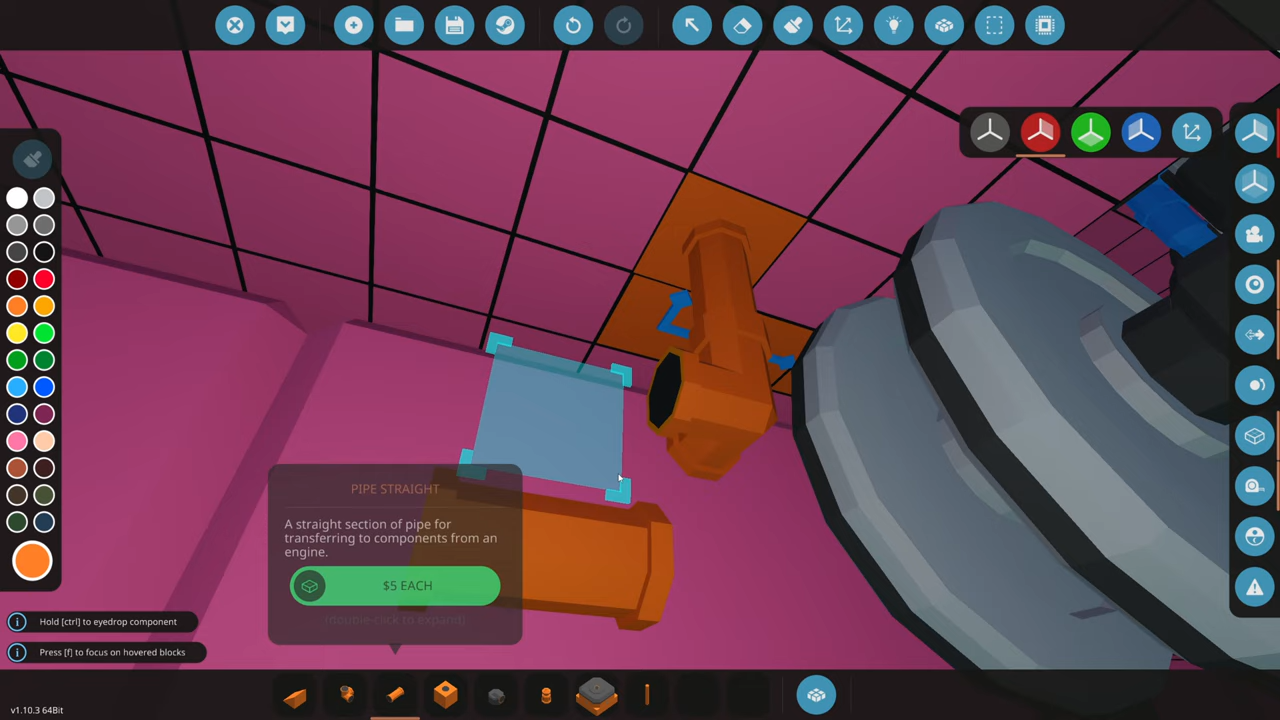 PIPE STRAIGHT
A straight section of pipe for
transferring to components from an
engine.
$5 EACH
(double-click to expand)
Hold [ctrl] to eyedrop component
Press [f] to focus on hovered blocks
v1.10.3 64Bit